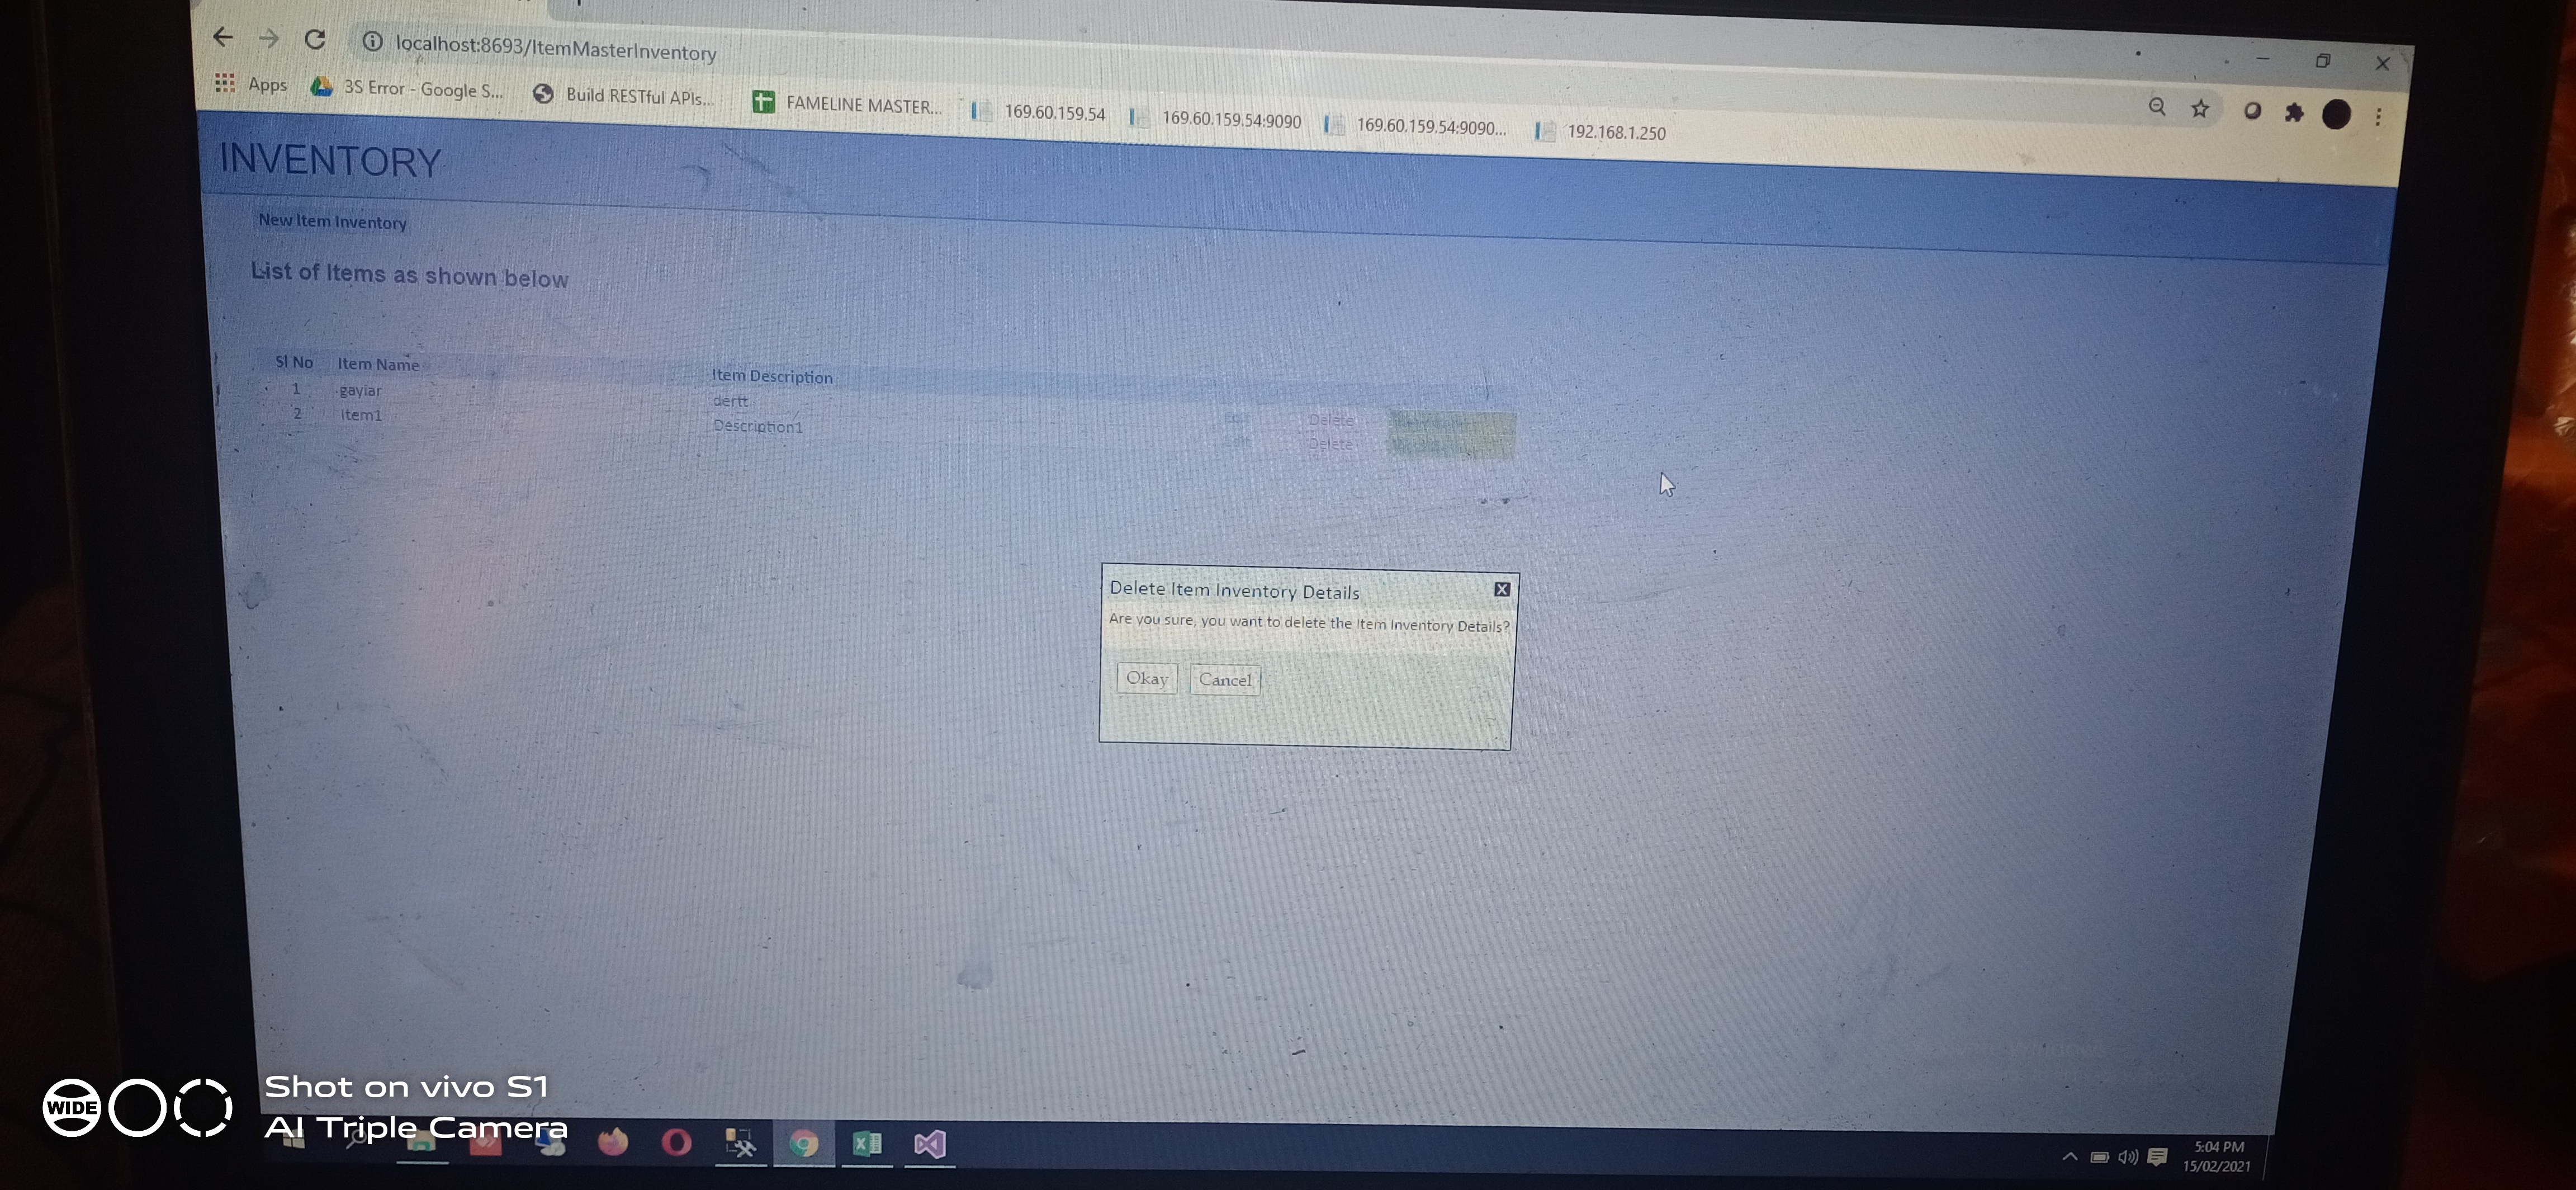 localhost:8693/ItemMasterInventory
Apps 3S Error - Google S... Build RESTful APIs... FAMELINE MASTER... 169.60.159.54 169.60.159.54:9090 169.60.159.54:9090... 192.168.1.250
INVENTORY
New Item Inventory
List of Items as shown below
Sl No Item Name Item Description
1 gaviar dertt Edit Delete
2 item1 Description1 Edit Delete
Delete Item Inventory Details X
Are you sure, you want to delete the Item Inventory Details?
Okay Cancel
5:04 PM
15/02/2021
WIDE
Shot on vivo S1
AI Triple Camera